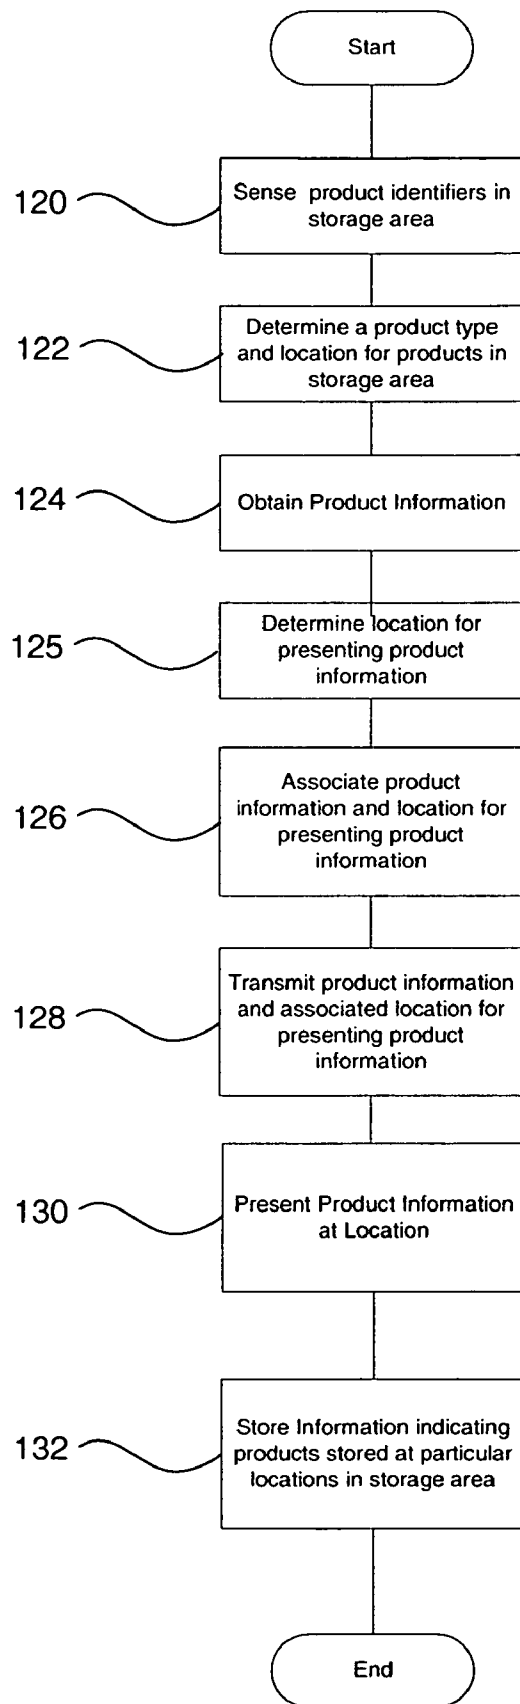 Start
120
Sense product identifiers in
storage area
122
Determine a product type
and location for products in
storage area
124
Obtain Product Information
125
Determine location for
presenting product
information
126
Associate product
information and location for
presenting product
information
128
Transmit product information
and associated location for
presenting product
information
130
Present Product Information
at Location
132
Store Information indicating
products stored at particular
locations in storage area
End